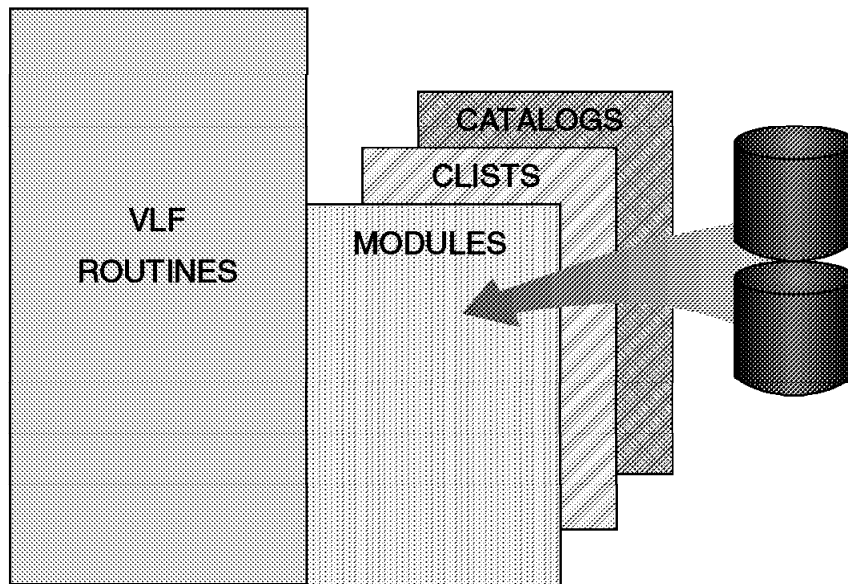 CATALOGS
CLISTS
VLF
ROUTINES
MODULES